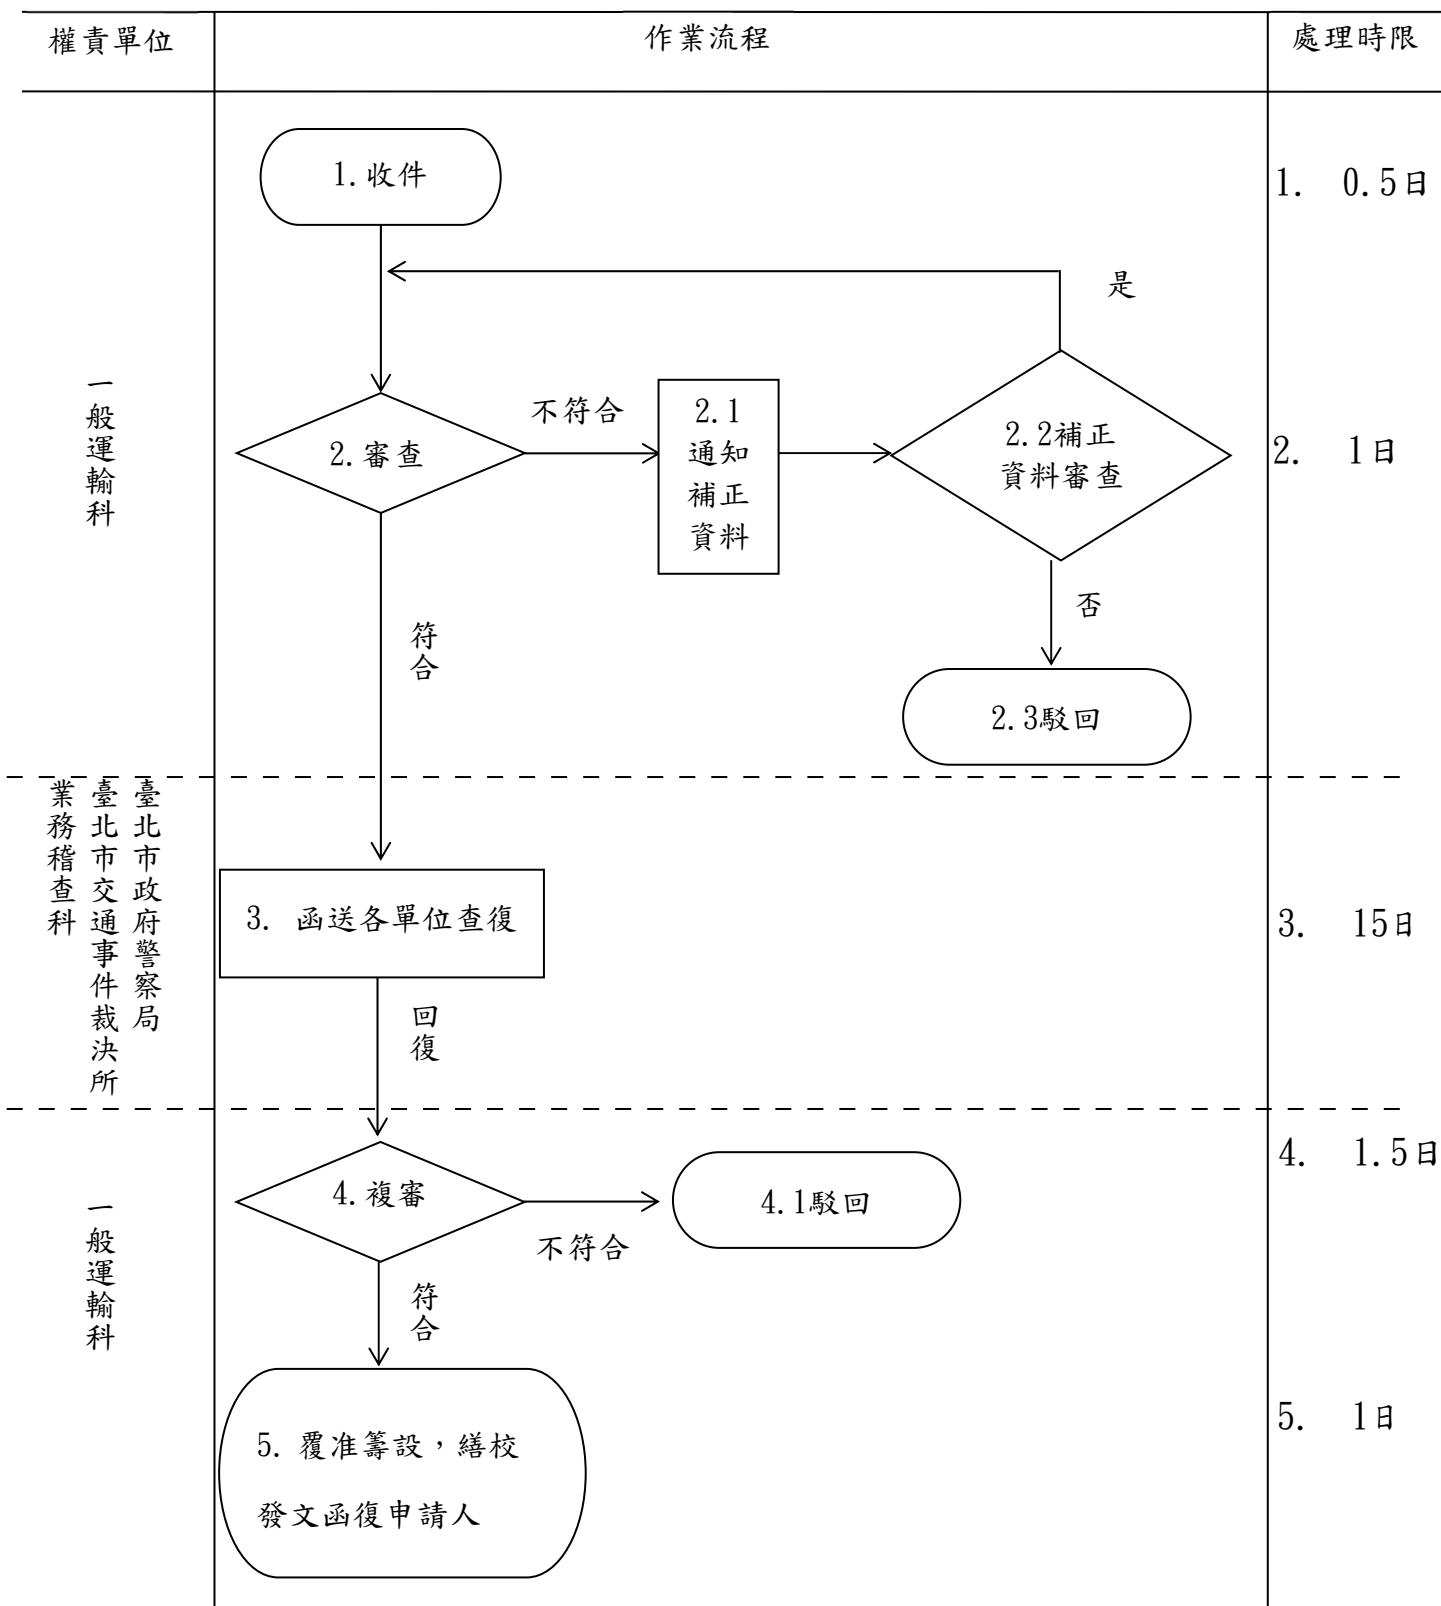 權責單位
作業流程
處理時限
1.收件
1. 0.5日
是
一般運輸科
2.審查
不符合
2.1
通知
補正
資料
2.2補正
資料審查
2. 1日
符合
否
2.3駁回
臺北市政府警察局
臺北市交通事件裁決所
業務稽查科
3. 函送各單位查復
3. 15日
回復
一般運輸科
4.複審
不符合
4.1駁回
4. 1.5日
符合
5.覆准籌設，繕校
發文函復申請人
5. 1日